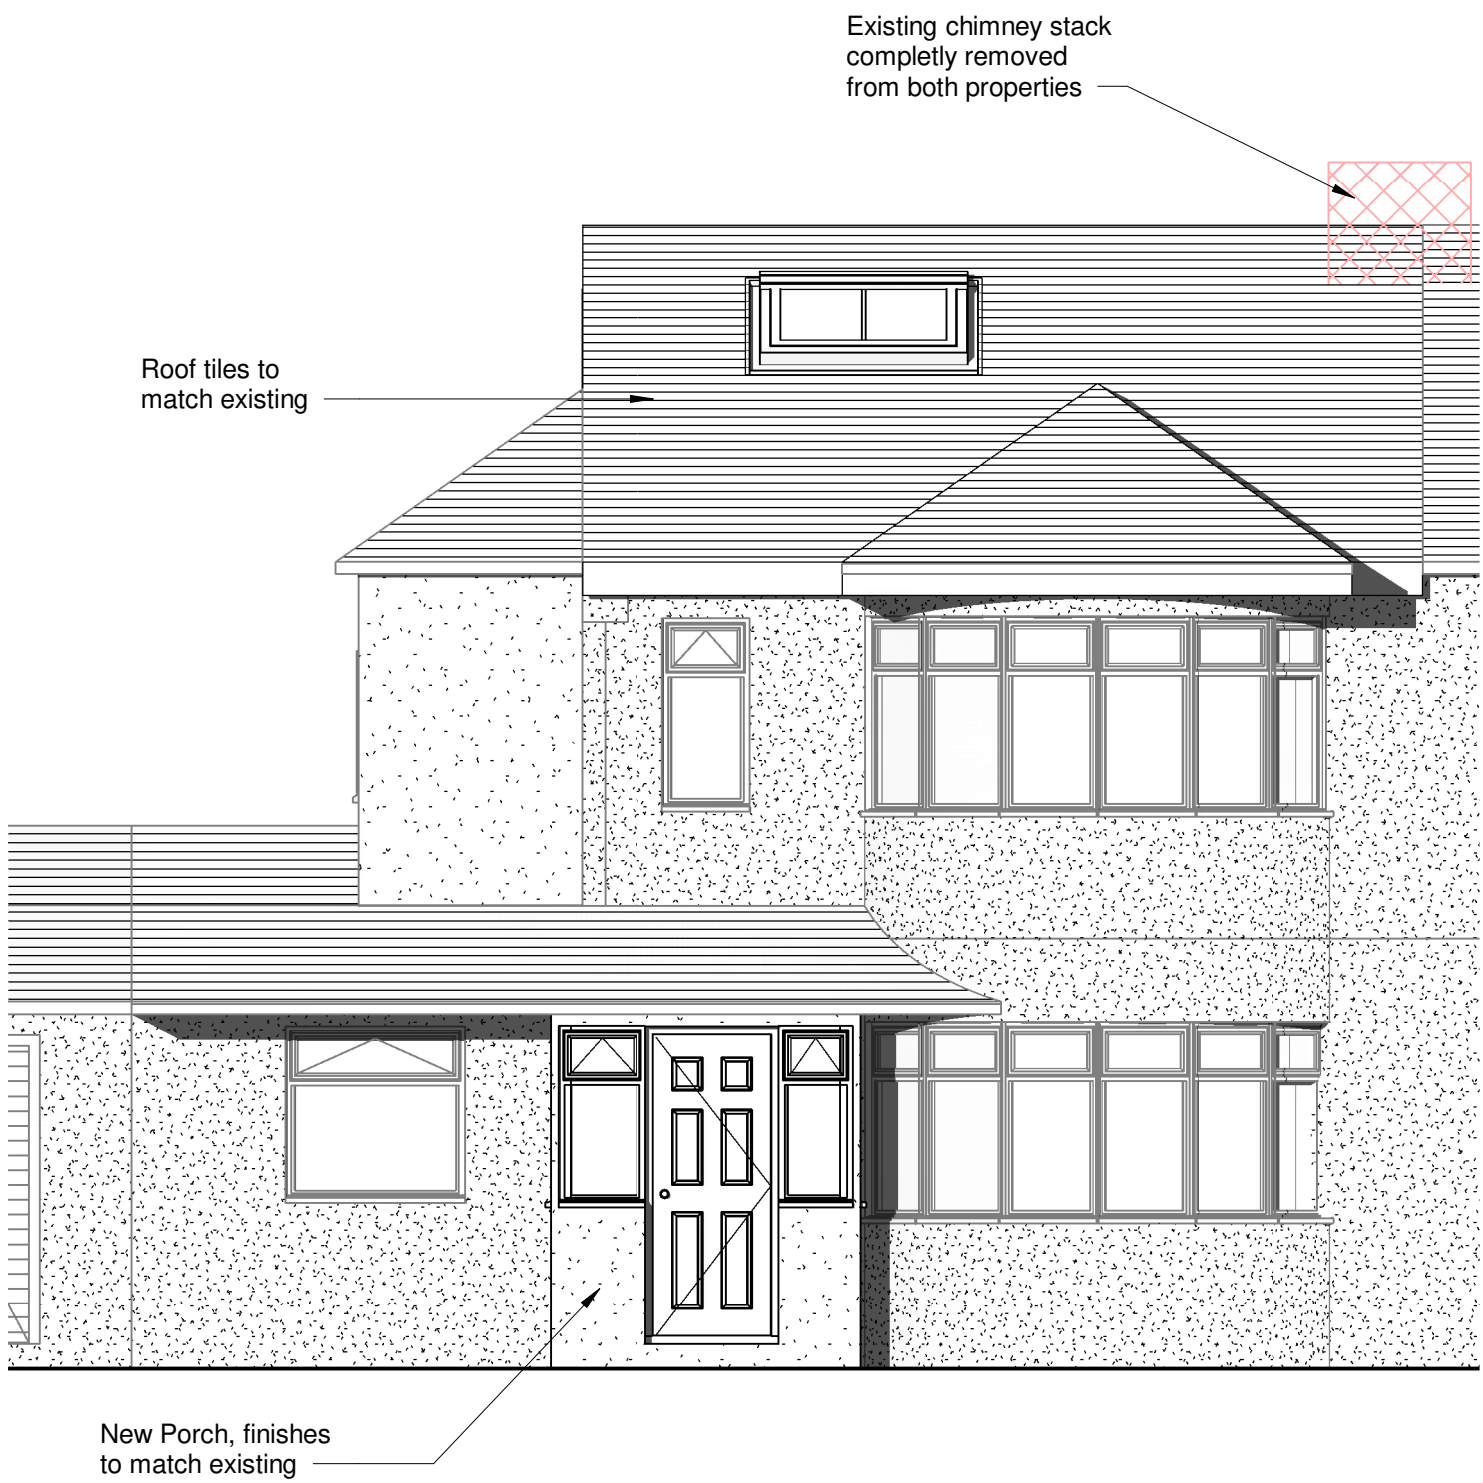 Existing chimney stack
completly removed
from both properties
Roof tiles to
match existing
New Porch, finishes
to match existing